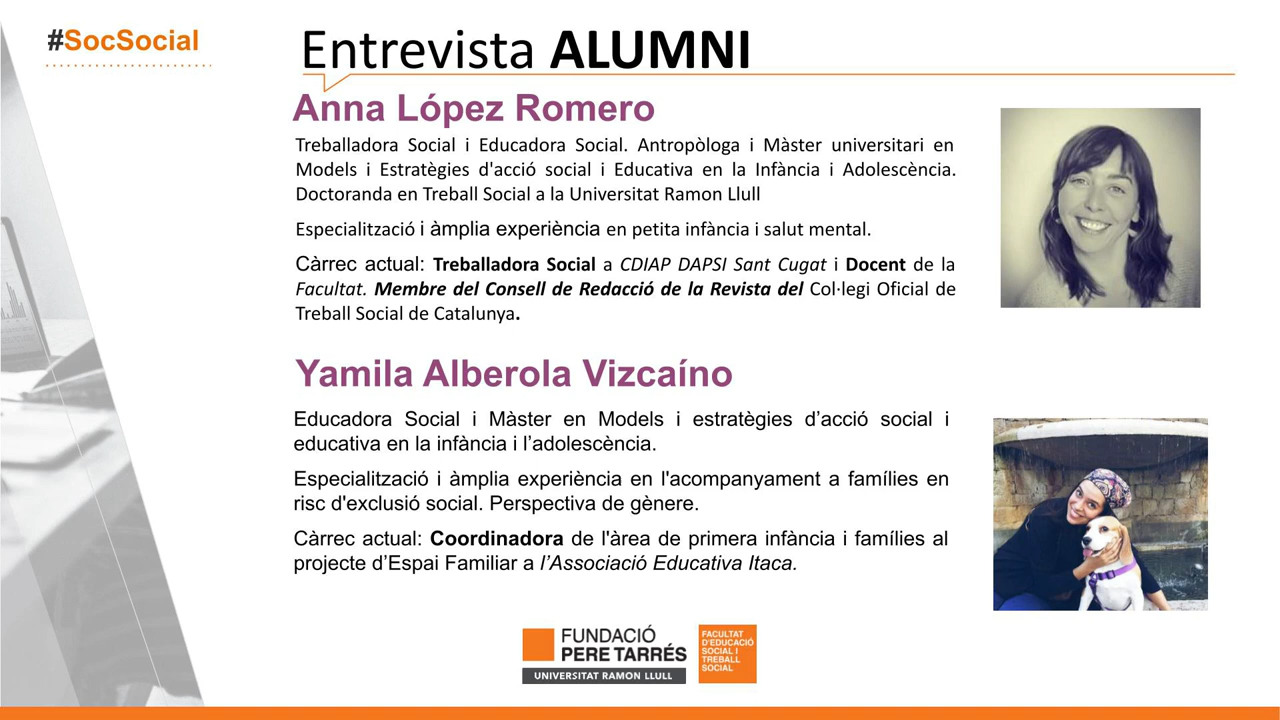 #SocSocial
Entrevista ALUMNI
Anna López Romero
Treballadora Social i Educadora Social. Antropòloga i Màster universitari en
Models i Estratègies d'acció social i Educativa en la Infància i Adolescència.
Doctoranda en Treball Social a la Universitat Ramon Llull
Especialització i àmplia experiència en petita infància i salut mental.
Càrrec actual: Treballadora Social a CDIAP DAPSI Sant Cugat i Docent de la
Facultat. Membre del Consell de Redacció de la Revista del Col·legi Oficial de
Treball Social de Catalunya.
Yamila Alberola Vizcaíno
Educadora Social i Màster en Models i estratègies d’acció social i
educativa en la infància i l’adolescència.
Especialització i àmplia experiència en l'acompanyament a famílies en
risc d'exclusió social. Perspectiva de gènere.
Càrrec actual: Coordinadora de l'àrea de primera infància i famílies al
projecte d’Espai Familiar a l’Associació Educativa Itaca.
FUNDACIÓ
PERE TARRÉS
UNIVERSITAT RAMON LLULL
FACULTAT
D'EDUCACIÓ
SOCIAL I
TREBALL
SOCIAL